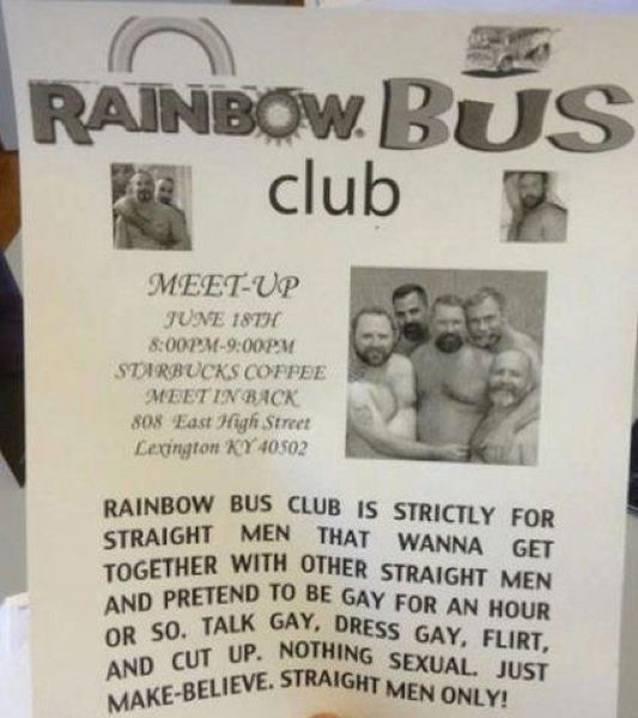 RAINBOW BUS
club
MEET-UP
JUNE 18TH
8:00PM-9:00PM
STARBUCKS COFFEE
MEET IN BACK
808 East High Street
Lexington KY 40502
RAINBOW BUS CLUB IS STRICTLY FOR
STRAIGHT MEN THAT WANNA GET
TOGETHER WITH OTHER STRAIGHT MEN
AND PRETEND TO BE GAY FOR AN HOUR
OR SO. TALK GAY, DRESS GAY, FLIRT,
AND CUT UP. NOTHING SEXUAL. JUST
MAKE-BELIEVE. STRAIGHT MEN ONLY!